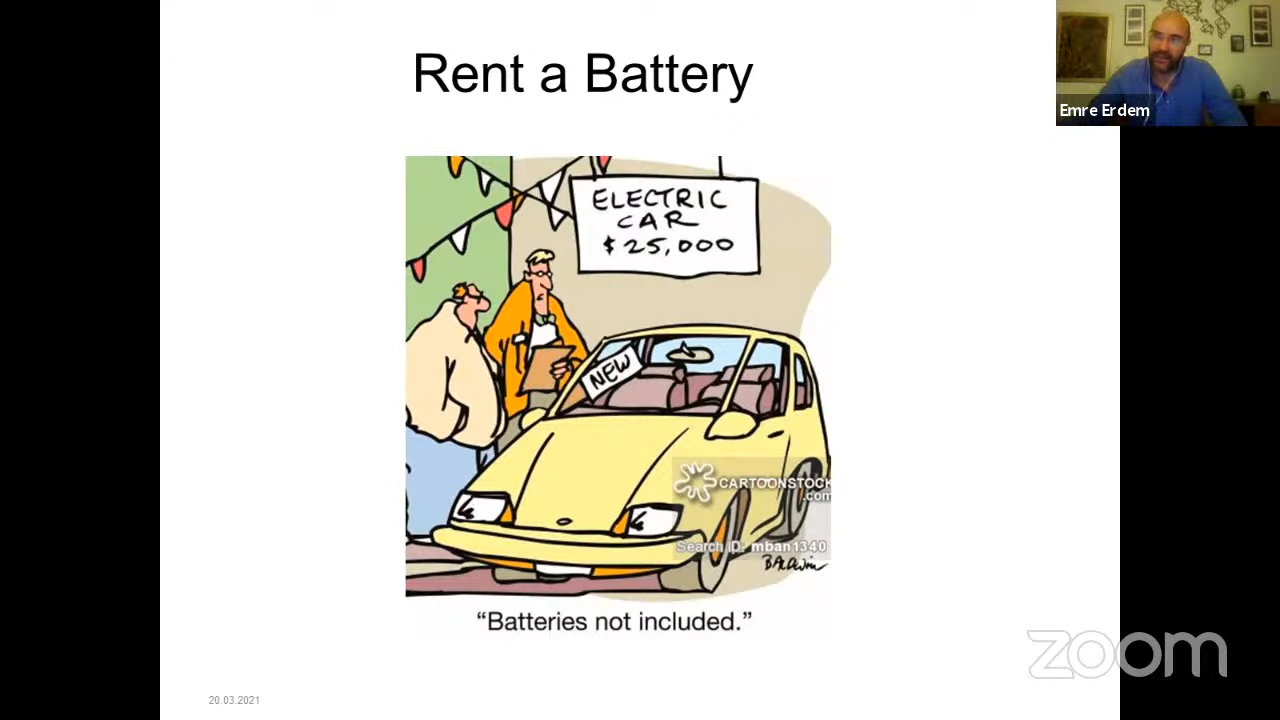 Rent a Battery
Emre Erdem
ELECTRIC
CAR
$25,000
NEW
CARTOONSTOCK
.com
Search ID: mban1340
BALDWIN
“Batteries not included.”
zoom
20.03.2021